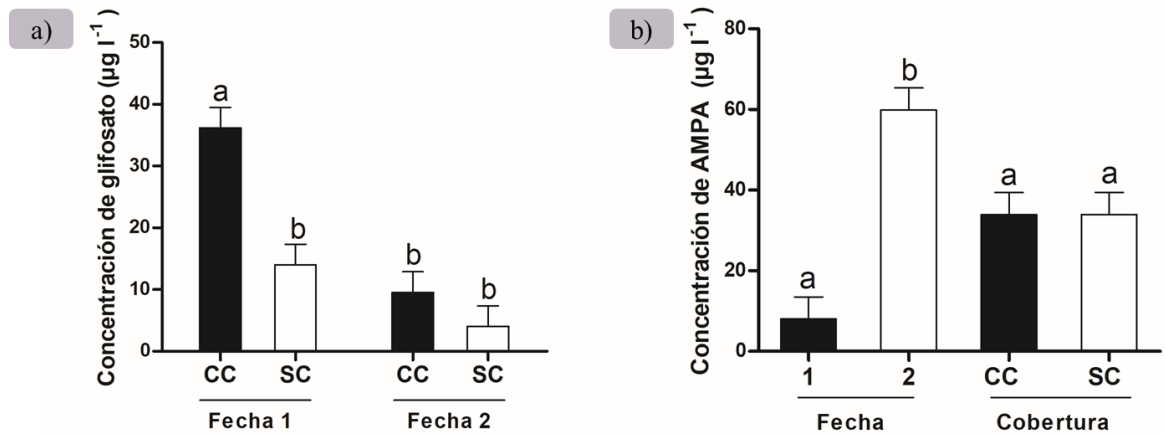 a)
Concentración de glifosato (µg l⁻¹)
50
40
30
20
10
0
a
b
b
b
CC SC CC SC
Fecha 1 Fecha 2
b)
Concentración de AMPA (µg l⁻¹)
80
60
40
20
0
a
b
a
a
1 2 CC SC
Fecha Cobertura